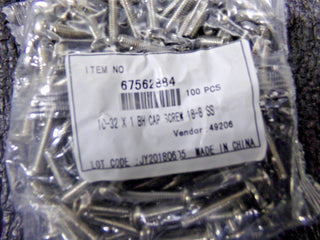 ITEM NO
67562884
100 PCS
10-32 X 1 BH CAP SCREW 18-8 SS
Vendor:49206
LOT CODE :JY20180635 MADE IN CHINA